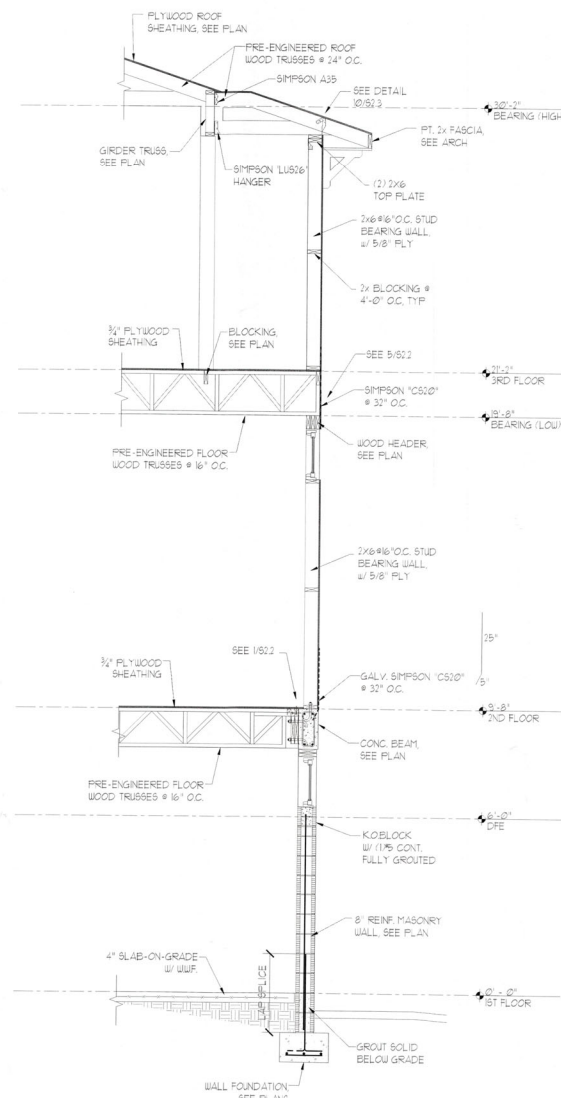 PLYWOOD ROOF
SHEATHING, SEE PLAN
PRE-ENGINEERED ROOF
WOOD TRUSSES @ 24" O.C.
SIMPSON A35
SEE DETAIL
10/S2.3
30'-2"
BEARING (HIGH
GIRDER TRUSS,
SEE PLAN
PT. 2x FASCIA,
SEE ARCH
SIMPSON 'LUS26'
HANGER
(2) 2X6
TOP PLATE
2x6 @16" O.C. STUD
BEARING WALL,
w/ 5/8" PLY
2x BLOCKING @
4'-0" O.C, TYP
3/4" PLYWOOD
SHEATHING
BLOCKING,
SEE PLAN
SEE 5/S2.2
21'-2"
3RD FLOOR
SIMPSON "CS20"
@ 32" O.C.
19'-8"
BEARING (LOW)
PRE-ENGINEERED FLOOR
WOOD TRUSSES @ 16" O.C.
WOOD HEADER,
SEE PLAN
2X6@16"O.C. STUD
BEARING WALL,
w/ 5/8" PLY
25"
/5"
3/4" PLYWOOD
SHEATHING
SEE 1/S2.2
GALV. SIMPSON "CS20"
@ 32" O.C.
9'-8"
2ND FLOOR
CONC. BEAM,
SEE PLAN
PRE-ENGINEERED FLOOR
WOOD TRUSSES @ 16" O.C.
6'-0"
DFE
K.O.BLOCK
W/ (1)#5 CONT,
FULLY GROUTED
8" REINF, MASONRY
WALL, SEE PLAN
4" SLAB-ON-GRADE
W/ WWF.
LAP SPLICE
0' - 0"
1ST FLOOR
GROUT SOLID
BELOW GRADE
WALL FOUNDATION,
SEE PLANS